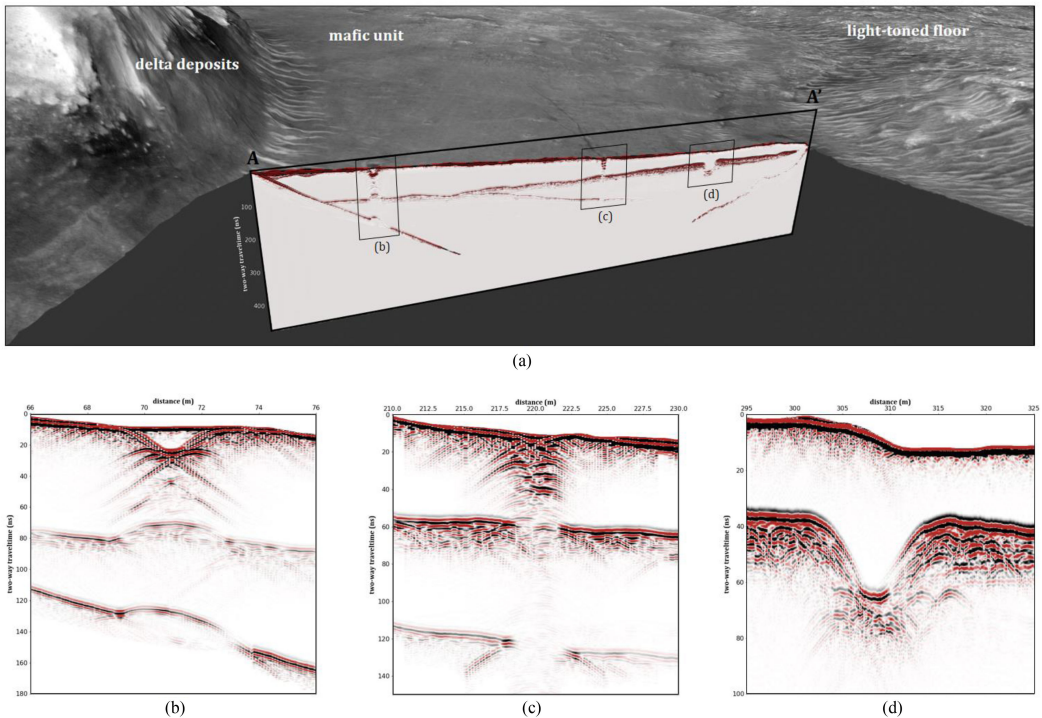 mafic unit
light-toned floor
delta deposits
A
A'
two-way traveltime (ns)
100
200
300
400
(b)
(c)
(d)
(a)
distance (m)
66 68 70 72 74 76
two-way traveltime (ns)
0
20
40
60
80
100
120
140
160
180
(b)
distance (m)
210.0 212.5 215.0 217.5 220.0 222.5 225.0 227.5 230.0
two-way traveltime (ns)
0
20
40
60
80
100
120
140
(c)
distance (m)
295 300 305 310 315 320 325
two-way traveltime (ns)
0
20
40
60
80
100
(d)